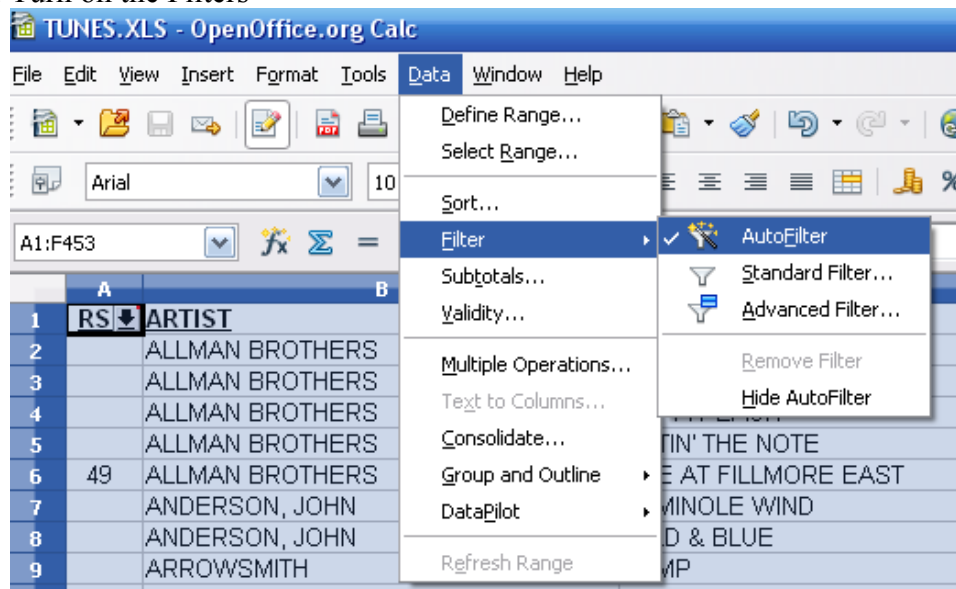 Turn on the Filters
TUNES.XLS - OpenOffice.org Calc
File Edit View Insert Format Tools Data Window Help
Arial 10
A1:F453
Define Range...
Select Range...
Sort...
Filter
Subtotals...
Validity...
Multiple Operations...
Text to Columns...
Consolidate...
Group and Outline
DataPilot
Refresh Range
AutoFilter
Standard Filter...
Advanced Filter...
Remove Filter
Hide AutoFilter
A B
1 RS ARTIST
2 ALLMAN BROTHERS
3 ALLMAN BROTHERS
4 ALLMAN BROTHERS
5 ALLMAN BROTHERS TIN' THE NOTE
6 49 ALLMAN BROTHERS E AT FILLMORE EAST
7 ANDERSON, JOHN MINOLE WIND
8 ANDERSON, JOHN D & BLUE
9 ARROWSMITH MP